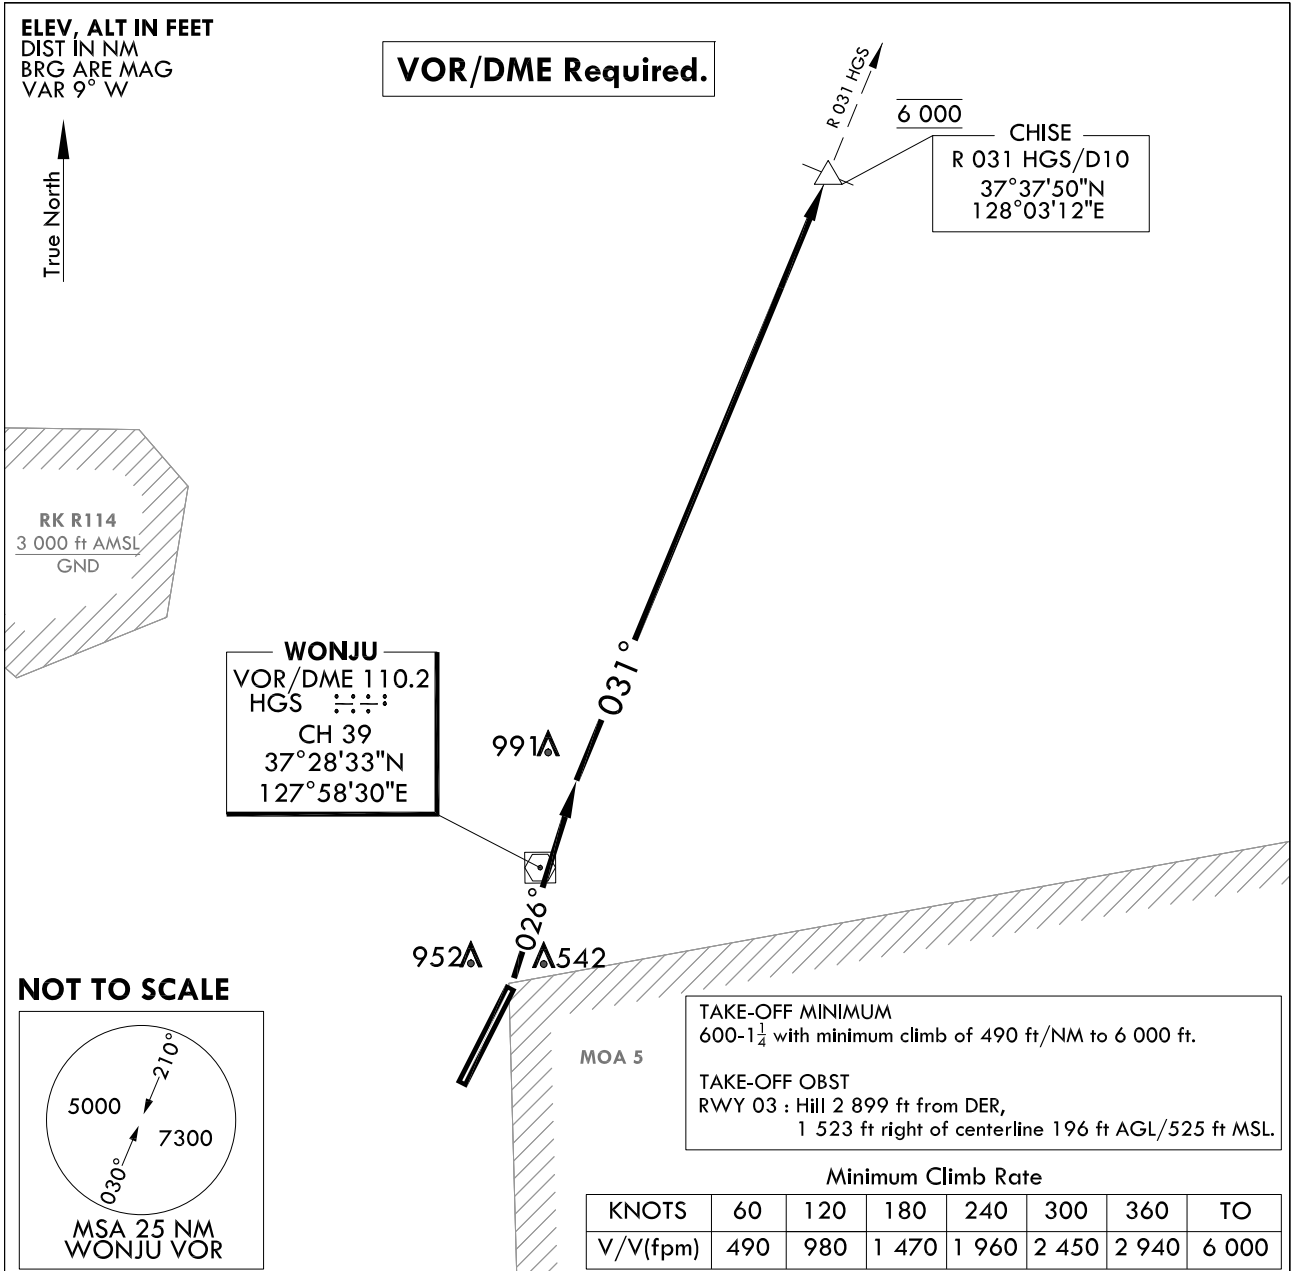 ELEV, ALT IN FEET
DIST IN NM
BRG ARE MAG
VAR 9° W
True North
VOR/DME Required.
R 031 HGS
6 000
CHISE
R 031 HGS/D10
37°37'50"N
128°03'12"E
RK R114
3 000 ft AMSL
GND
WONJU
VOR/DME 110.2
HGS
CH 39
37°28'33"N
127°58'30"E
031°
991
026°
952
542
NOT TO SCALE
210°
5000
7300
030°
MSA 25 NM
WONJU VOR
MOA 5
TAKE-OFF MINIMUM
600-1¼ with minimum climb of 490 ft/NM to 6 000 ft.
TAKE-OFF OBST
RWY 03 : Hill 2 899 ft from DER,
1 523 ft right of centerline 196 ft AGL/525 ft MSL.
Minimum Climb Rate
KNOTS 60 120 180 240 300 360 TO
V/V(fpm) 490 980 1 470 1 960 2 450 2 940 6 000